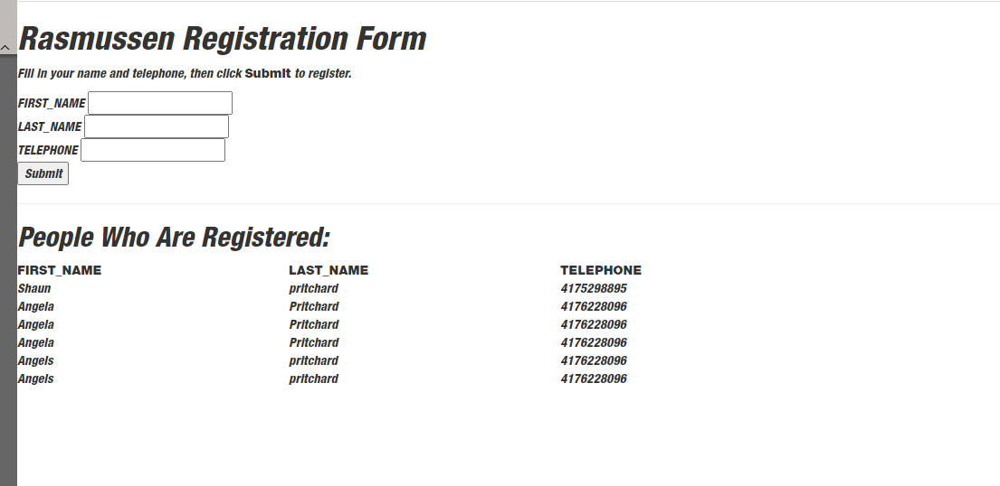 Rasmussen Registration Form
Fill in your name and telephone, then click Submit to register.
FIRST_NAME
LAST_NAME
TELEPHONE
Submit
People Who Are Registered:
FIRST_NAME LAST_NAME TELEPHONE
Shaun pritchard 4175298895
Angela Pritchard 4176228096
Angela Pritchard 4176228096
Angela Pritchard 4176228096
Angels pritchard 4176228096
Angels pritchard 4176228096